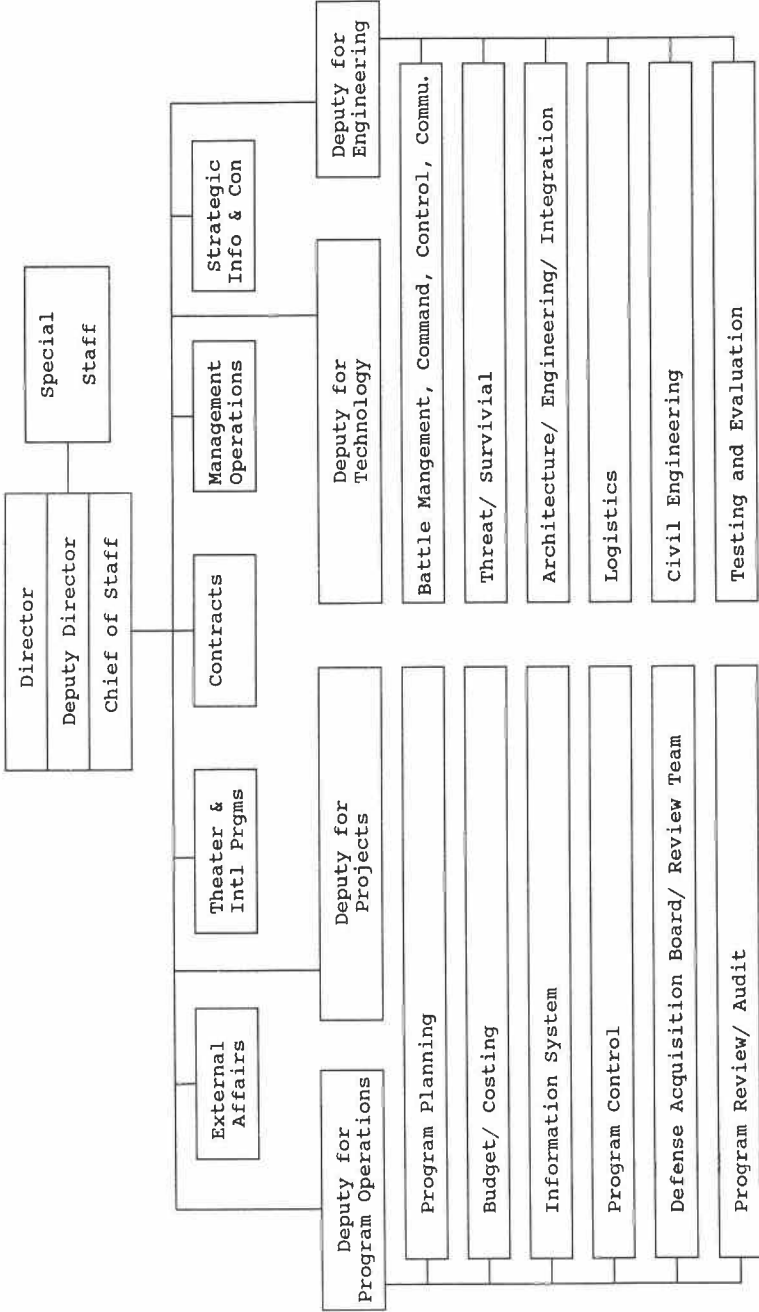 Director
Deputy Director
Chief of Staff
Special
Staff
External
Affairs
Theater &
Intl Prgms
Contracts
Management
Operations
Strategic
Info & Con
Deputy for
Program Operations
Deputy for
Projects
Deputy for
Technology
Deputy for
Engineering
Program Planning
Budget/ Costing
Information System
Program Control
Defense Acquisition Board/ Review Team
Program Review/ Audit
Battle Mangement, Command, Control, Commu.
Threat/ Survivial
Architecture/ Engineering/ Integration
Logistics
Civil Engineering
Testing and Evaluation